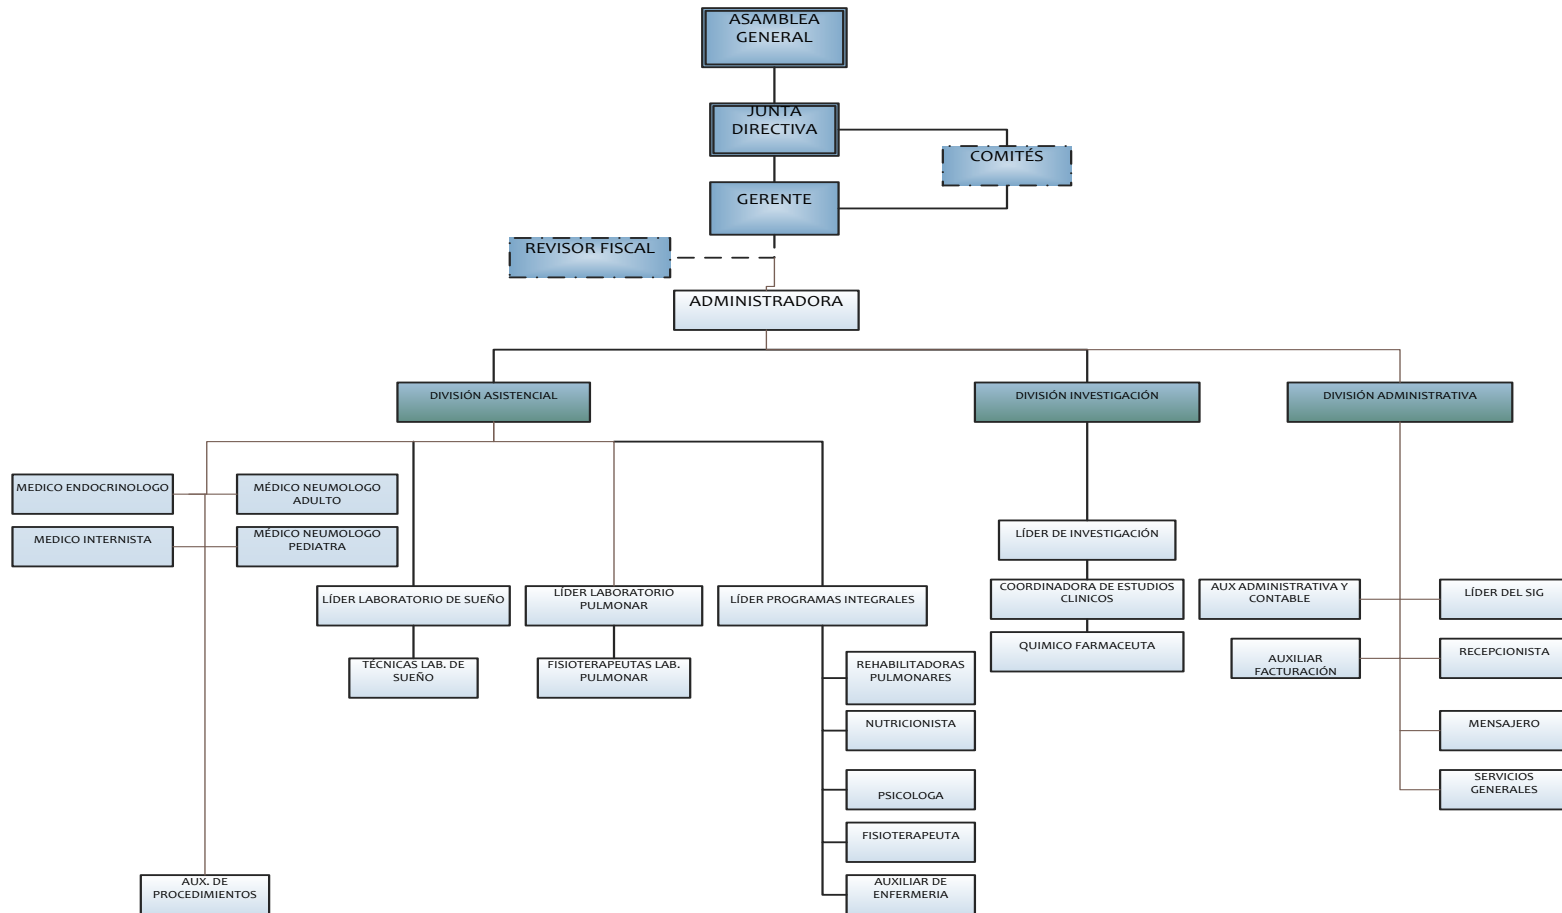 ASAMBLEA
GENERAL
JUNTA
DIRECTIVA
COMITÉS
GERENTE
REVISOR FISCAL
ADMINISTRADORA
DIVISIÓN ASISTENCIAL
DIVISIÓN INVESTIGACIÓN
DIVISIÓN ADMINISTRATIVA
MEDICO ENDOCRINOLOGO
MÉDICO NEUMOLOGO
ADULTO
MEDICO INTERNISTA
MÉDICO NEUMOLOGO
PEDIATRA
LÍDER LABORATORIO DE SUEÑO
LÍDER LABORATORIO
PULMONAR
LÍDER PROGRAMAS INTEGRALES
TÉCNICAS LAB. DE
SUEÑO
FISIOTERAPEUTAS LAB.
PULMONAR
REHABILITADORAS
PULMONARES
NUTRICIONISTA
PSICOLOGA
FISIOTERAPEUTA
AUXILIAR DE
ENFERMERIA
AUX. DE
PROCEDIMIENTOS
LÍDER DE INVESTIGACIÓN
COORDINADORA DE ESTUDIOS
CLINICOS
QUIMICO FARMACEUTA
AUX ADMINISTRATIVA Y
CONTABLE
LÍDER DEL SIG
AUXILIAR
FACTURACIÓN
RECEPCIONISTA
MENSAJERO
SERVICIOS
GENERALES